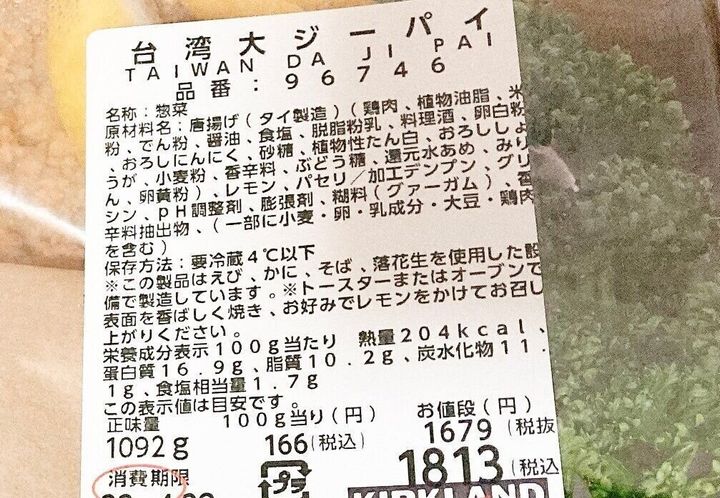 台湾大ジーパイ
TAIWAN DA JI PAI
品番：96746
名称：惣菜
原材料名：唐揚げ（タイ製造）（鶏肉、植物油脂、米
粉、でん粉、醤油、食塩、脱脂粉乳、料理酒、卵白粉
、おろしにんにく、砂糖、植物性たん白、おろししょ
うが、小麦粉、香辛料、ぶどう糖、還元水あめ、みり
ん、卵黄粉）、レモン、パセリ／加工デンプン、グリ
シン、pH調整剤、膨張剤、糊料（グァーガム）、香
辛料抽出物、（一部に小麦・卵・乳成分・大豆・鶏肉
を含む）
保存方法：要冷蔵4℃以下
※この製品はえび、かに、そば、落花生を使用した設
備で製造しています。※トースターまたはオーブンで
表面を香ばしく焼き、お好みでレモンをかけてお召し
上がりください。
栄養成分表示100g当たり 熱量204kcal、
蛋白質16.9g、脂質10.2g、炭水化物11.
1g、食塩相当量1.7g
この表示値は目安です。
正味量 100g当り（円） お値段（円）
1092g 166(税込) 1679(税抜
消費期限 プラ 1813(税込
KIRKLAND